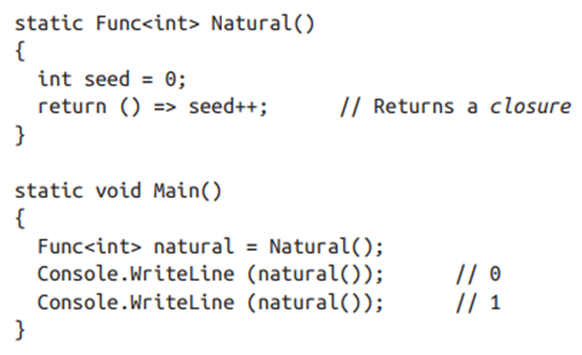 static Func<int> Natural()
{
  int seed = 0;
  return () => seed++;      // Returns a closure
}

static void Main()
{
  Func<int> natural = Natural();
  Console.WriteLine (natural());      // 0
  Console.WriteLine (natural());      // 1
}